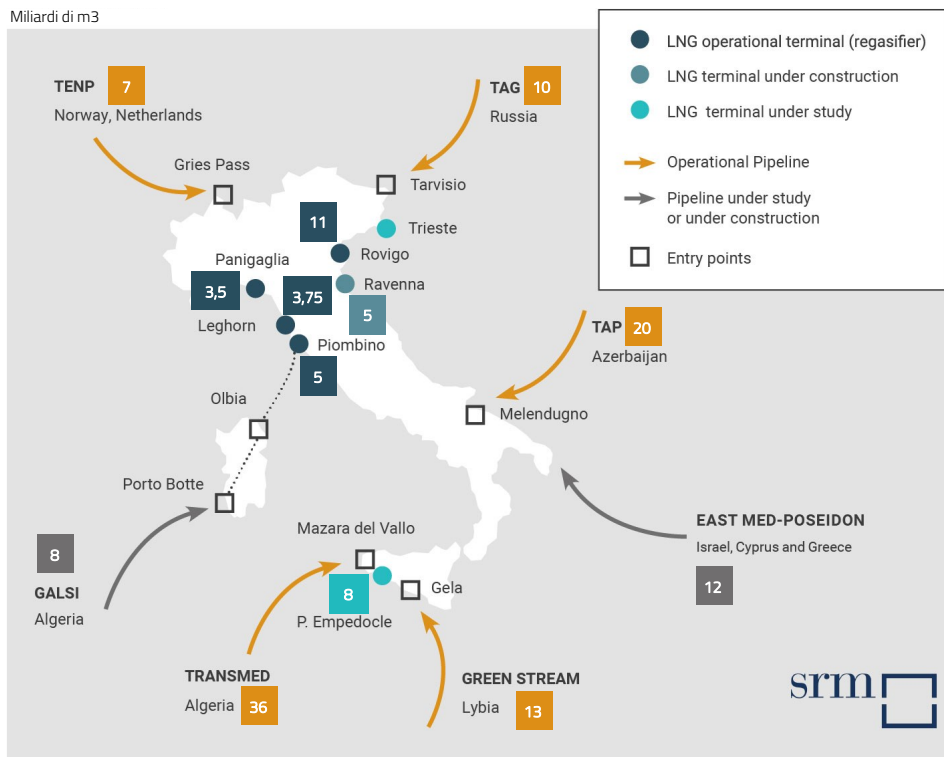 Miliardi di m3
LNG operational terminal (regasifier)
LNG terminal under construction
LNG terminal under study
Operational Pipeline
Pipeline under study
or under construction
Entry points
TENP 7
Norway, Netherlands
TAG 10
Russia
Gries Pass
Tarvisio
11
Trieste
Rovigo
Panigaglia
Ravenna
3,5
3,75
5
Leghorn
Piombino
5
TAP 20
Azerbaijan
Olbia
Melendugno
Porto Botte
EAST MED-POSEIDON
Israel, Cyprus and Greece
12
Mazara del Vallo
8
GALSI
Algeria
8
Gela
P. Empedocle
TRANSMED
Algeria 36
GREEN STREAM
Lybia 13
srm